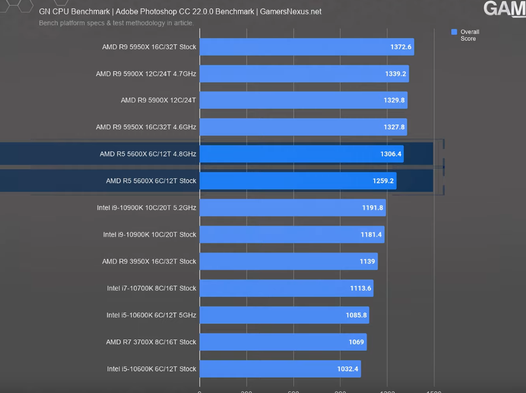 GN CPU Benchmark | Adobe Photoshop CC 22.0.0 Benchmark | GamersNexus.net
Bench platform specs & test methodology in article.
GAM
Overall
Score
AMD R9 5950X 16C/32T Stock 1372.6
AMD R9 5900X 12C/24T 4.7GHz 1339.2
AMD R9 5900X 12C/24T 1329.8
AMD R9 5950X 16C/32T 4.6GHz 1327.8
AMD R5 5600X 6C/12T 4.8GHz 1306.4
AMD R5 5600X 6C/12T Stock 1259.2
Intel i9-10900K 10C/20T 5.2GHz 1191.8
Intel i9-10900K 10C/20T Stock 1181.4
AMD R9 3950X 16C/32T Stock 1139
Intel i7-10700K 8C/16T Stock 1113.6
Intel i5-10600K 6C/12T 5GHz 1085.8
AMD R7 3700X 8C/16T Stock 1069
Intel i5-10600K 6C/12T Stock 1032.4